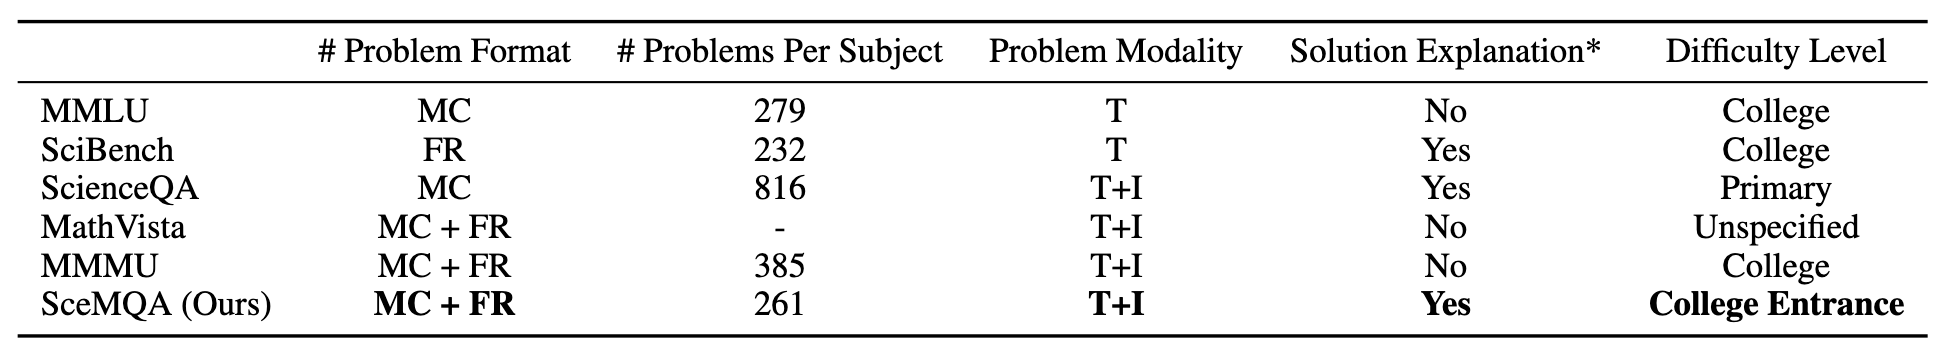 # Problem Format # Problems Per Subject Problem Modality Solution Explanation* Difficulty Level
MMLU MC 279 T No College
SciBench FR 232 T Yes College
ScienceQA MC 816 T+I Yes Primary
MathVista MC + FR - T+I No Unspecified
MMMU MC + FR 385 T+I No College
SceMQA (Ours) MC + FR 261 T+I Yes College Entrance